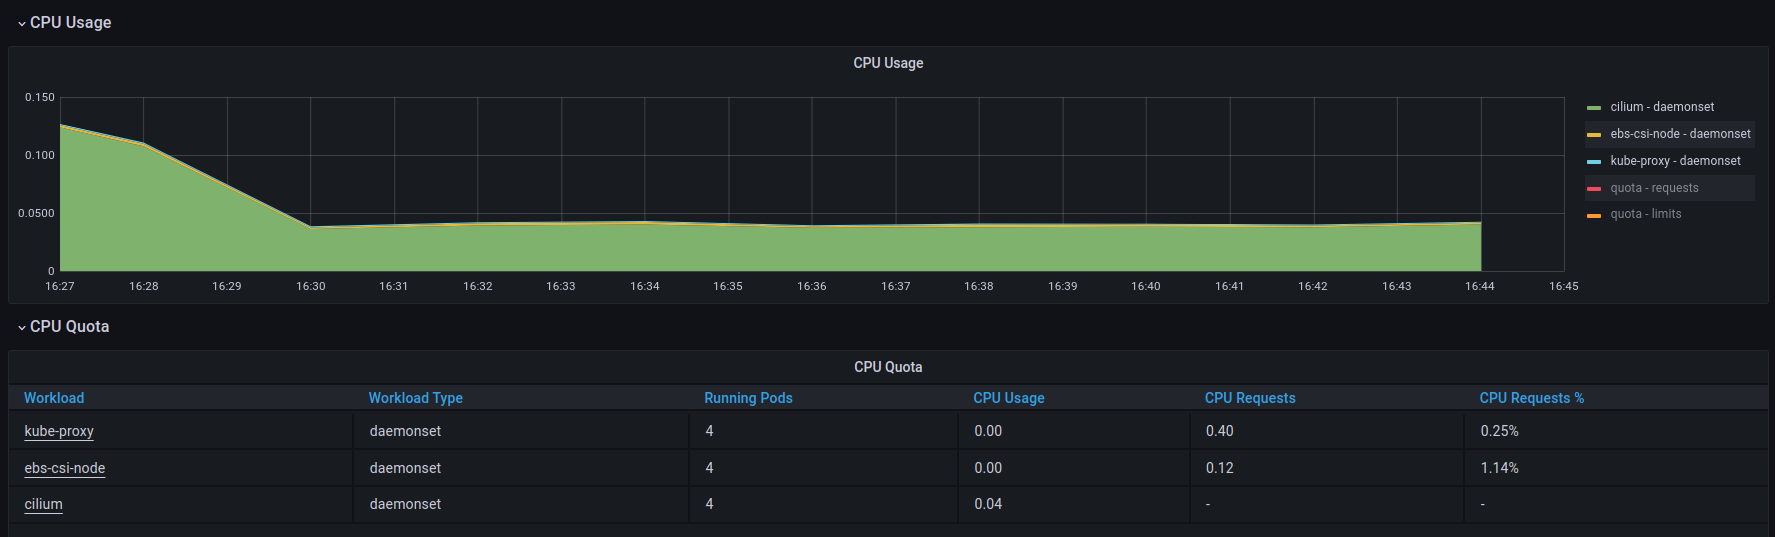 CPU Usage
CPU Usage
0.150
0.100
0.0500
0
16:27 16:28 16:29 16:30 16:31 16:32 16:33 16:34 16:35 16:36 16:37 16:38 16:39 16:40 16:41 16:42 16:43 16:44 16:45
cilium - daemonset
ebs-csi-node - daemonset
kube-proxy - daemonset
quota - requests
quota - limits
CPU Quota
CPU Quota
Workload Workload Type Running Pods CPU Usage CPU Requests CPU Requests %
kube-proxy daemonset 4 0.00 0.40 0.25%
ebs-csi-node daemonset 4 0.00 0.12 1.14%
cilium daemonset 4 0.04 - -